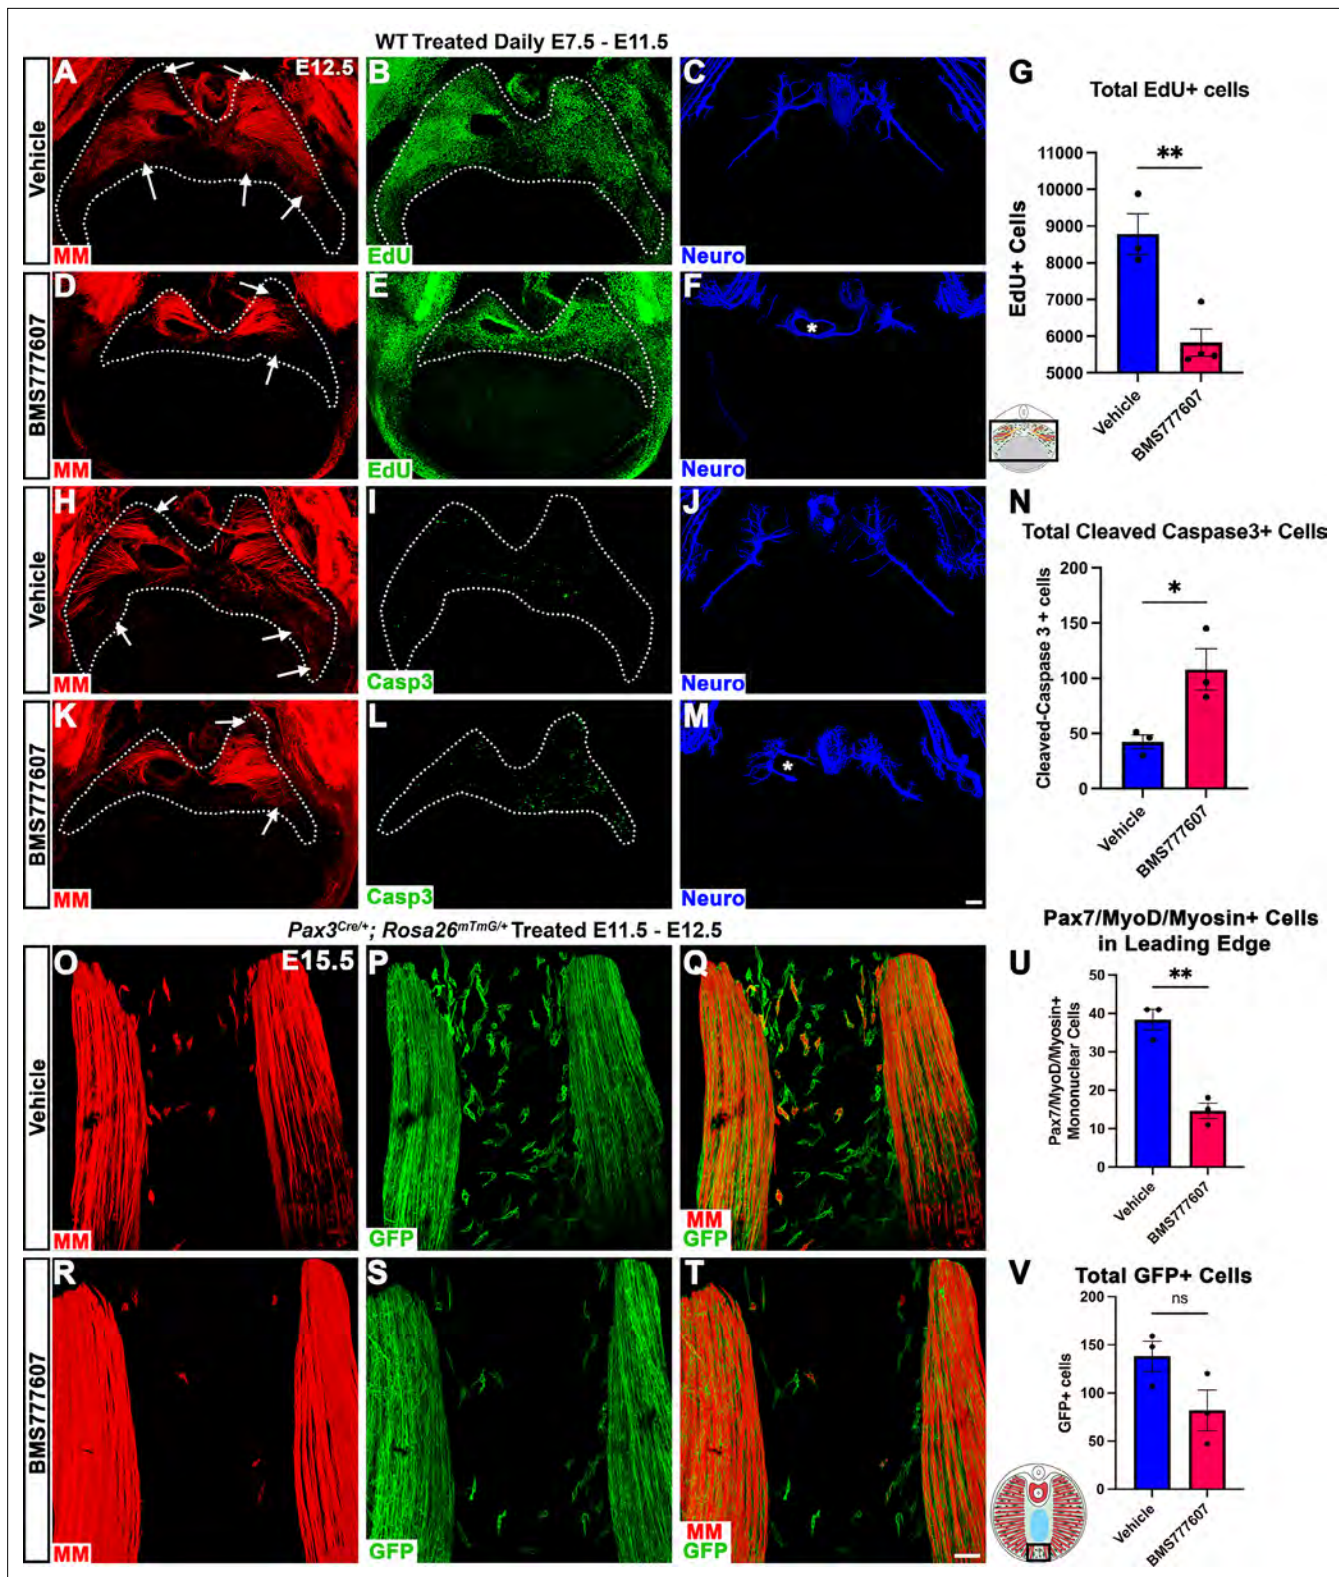 WT Treated Daily E7.5 - E11.5
Vehicle
A
E12.5
MM
B
EdU
C
Neuro
G
Total EdU+ cells
EdU+ Cells
11000
10000
9000
8000
7000
6000
5000
**
Vehicle
BMS777607
BMS777607
D
MM
E
EdU
F
*
Neuro
Vehicle
H
MM
I
Casp3
J
Neuro
N
Total Cleaved Caspase3+ Cells
Cleaved-Caspase 3 + cells
200
150
100
50
0
*
Vehicle
BMS777607
BMS777607
K
MM
L
Casp3
M
*
Neuro
Pax3Cre/+; Rosa26mTmG/+ Treated E11.5 - E12.5
Vehicle
O
E15.5
MM
P
GFP
Q
MM
GFP
U
Pax7/MyoD/Myosin+ Cells
in Leading Edge
Pax7/MyoD/Myosin+
Mononuclear Cells
50
40
30
20
10
0
**
Vehicle
BMS777607
BMS777607
R
MM
S
GFP
T
MM
GFP
V
Total GFP+ Cells
GFP+ cells
200
150
100
50
0
ns
Vehicle
BMS777607